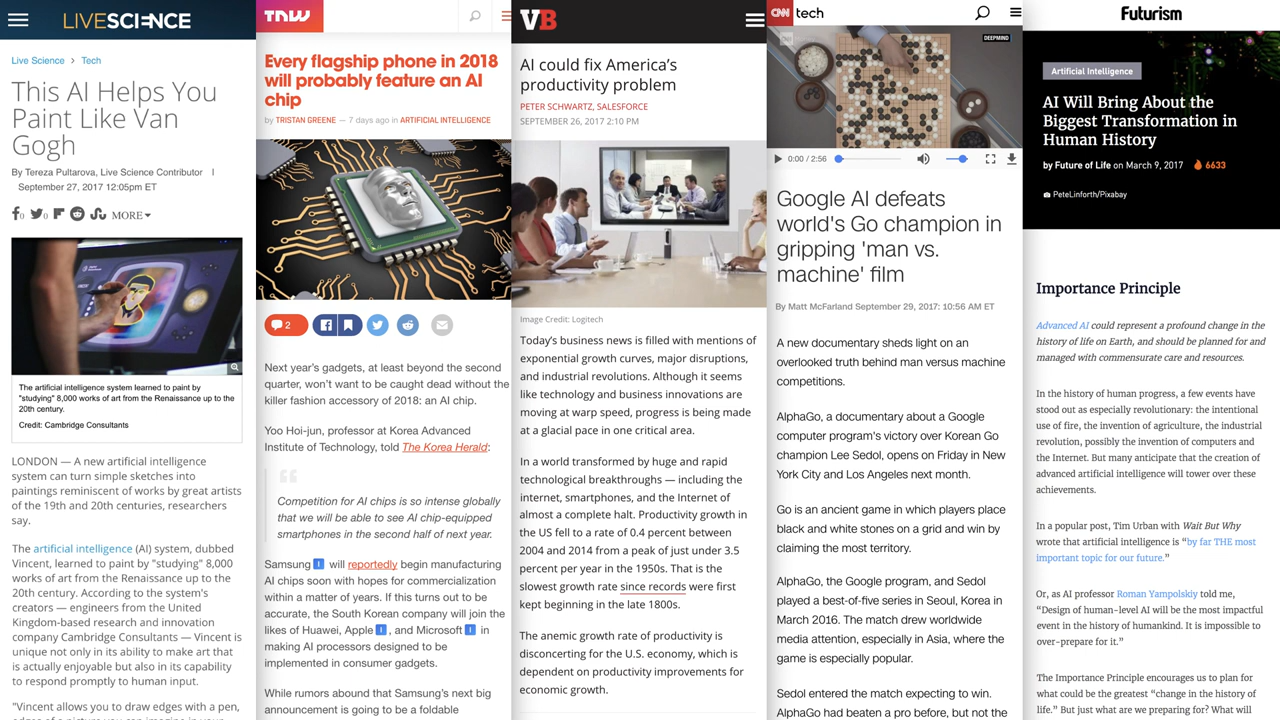 LIVESCIENCE
Live Science > Tech
This AI Helps You
Paint Like Van
Gogh
By Tereza Pultarova, Live Science Contributor |
September 27, 2017 12:05pm ET
0
0
MORE
The artificial intelligence system learned to paint by
"studying" 8,000 works of art from the Renaissance up to the
20th century.
Credit: Cambridge Consultants
LONDON — A new artificial intelligence
system can turn simple sketches into
paintings reminiscent of works by great artists
of the 19th and 20th centuries, researchers
say.
The artificial intelligence (AI) system, dubbed
Vincent, learned to paint by "studying" 8,000
works of art from the Renaissance up to the
20th century. According to the system's
creators — engineers from the United
Kingdom-based research and innovation
company Cambridge Consultants — Vincent is
unique not only in its ability to make art that
is actually enjoyable but also in its capability
to respond promptly to human input.
"Vincent allows you to draw edges with a pen,
TNW
Every flagship phone in 2018
will probably feature an AI
chip
by TRISTAN GREENE — 7 days ago in ARTIFICIAL INTELLIGENCE
2
Next year's gadgets, at least beyond the second
quarter, won't want to be caught dead without the
killer fashion accessory of 2018: an AI chip.
Yoo Hoi-jun, professor at Korea Advanced
Institute of Technology, told The Korea Herald:
Competition for AI chips is so intense globally
that we will be able to see AI chip-equipped
smartphones in the second half of next year.
Samsung will reportedly begin manufacturing
AI chips soon with hopes for commercialization
within a matter of years. If this turns out to be
accurate, the South Korean company will join the
likes of Huawei, Apple , and Microsoft in
making AI processors designed to be
implemented in consumer gadgets.
While rumors abound that Samsung's next big
announcement is going to be a foldable
VB
AI could fix America's
productivity problem
PETER SCHWARTZ, SALESFORCE
SEPTEMBER 26, 2017 2:10 PM
Image Credit: Logitech
Today's business news is filled with mentions of
exponential growth curves, major disruptions,
and industrial revolutions. Although it seems
like technology and business innovations are
moving at warp speed, progress is being made
at a glacial pace in one critical area.
In a world transformed by huge and rapid
technological breakthroughs — including the
internet, smartphones, and the Internet of
almost a complete halt. Productivity growth in
the US fell to a rate of 0.4 percent between
2004 and 2014 from a peak of just under 3.5
percent per year in the 1950s. That is the
slowest growth rate since records were first
kept beginning in the late 1800s.
The anemic growth rate of productivity is
disconcerting for the U.S. economy, which is
dependent on productivity improvements for
economic growth.
CNN tech
DEEPMIND
0:00 / 2:56
Google AI defeats
world's Go champion in
gripping 'man vs.
machine' film
By Matt McFarland September 29, 2017: 10:56 AM ET
A new documentary sheds light on an
overlooked truth behind man versus machine
competitions.
AlphaGo, a documentary about a Google
computer program's victory over Korean Go
champion Lee Sedol, opens on Friday in New
York City and Los Angeles next month.
Go is an ancient game in which players place
black and white stones on a grid and win by
claiming the most territory.
AlphaGo, the Google program, and Sedol
played a best-of-five series in Seoul, Korea in
March 2016. The match drew worldwide
media attention, especially in Asia, where the
game is especially popular.
Sedol entered the match expecting to win.
AlphaGo had beaten a pro before, but not the
Futurism
Artificial Intelligence
AI Will Bring About the
Biggest Transformation in
Human History
by Future of Life on March 9, 2017 6633
PeteLinforth/Pixabay
Importance Principle
Advanced AI could represent a profound change in the
history of life on Earth, and should be planned for and
managed with commensurate care and resources.
In the history of human progress, a few events have
stood out as especially revolutionary: the intentional
use of fire, the invention of agriculture, the industrial
revolution, possibly the invention of computers and
the Internet. But many anticipate that the creation of
advanced artificial intelligence will tower over these
achievements.
In a popular post, Tim Urban with Wait But Why
wrote that artificial intelligence is "by far THE most
important topic for our future."
Or, as AI professor Roman Yampolskiy told me,
"Design of human-level AI will be the most impactful
event in the history of humankind. It is impossible to
over-prepare for it."
The Importance Principle encourages us to plan for
what could be the greatest "change in the history of
life." But just what are we preparing for? What will